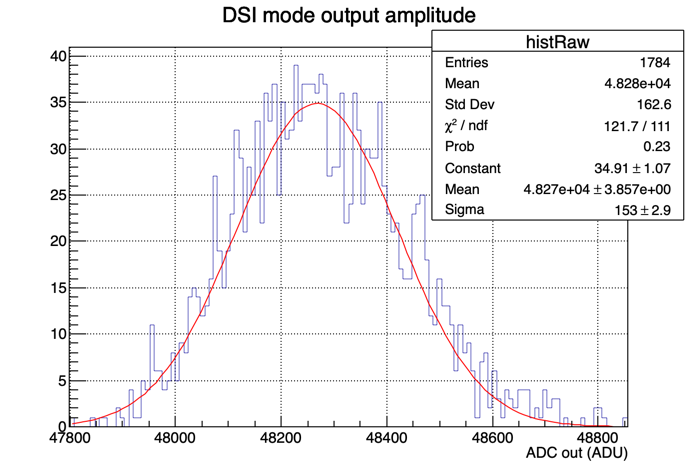 DSI mode output amplitude
histRaw
Entries 1784
Mean 4.828e+04
Std Dev 162.6
χ² / ndf 121.7 / 111
Prob 0.23
Constant 34.91 ± 1.07
Mean 4.827e+04 ± 3.857e+00
Sigma 153 ± 2.9
40
35
30
25
20
15
10
5
0
47800 48000 48200 48400 48600 48800
ADC out (ADU)